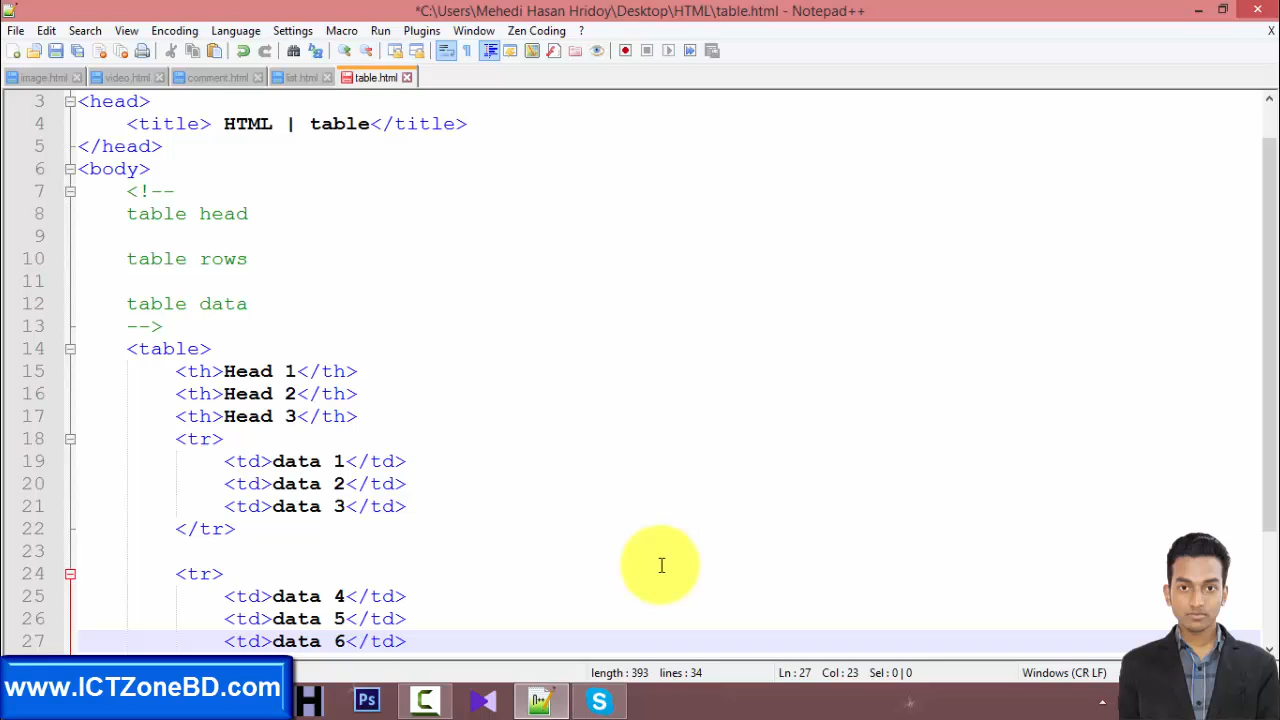 *C:\Users\Mehedi Hasan Hridoy\Desktop\HTML\table.html - Notepad++
File Edit Search View Encoding Language Settings Macro Run Plugins Window Zen Coding ? X
image.html video.html comment.html list.html table.html
3 <head>
4 <title> HTML | table</title>
5 </head>
6 <body>
7 <!--
8 table head
9
10 table rows
11
12 table data
13 -->
14 <table>
15 <th>Head 1</th>
16 <th>Head 2</th>
17 <th>Head 3</th>
18 <tr>
19 <td>data 1</td>
20 <td>data 2</td>
21 <td>data 3</td>
22 </tr>
23
24 <tr>
25 <td>data 4</td>
26 <td>data 5</td>
27 <td>data 6</td>
length : 393 lines : 34 Ln : 27 Col : 23 Sel : 0 | 0 Windows (CR LF)
www.ICTZoneBD.com
H Ps C N++ S